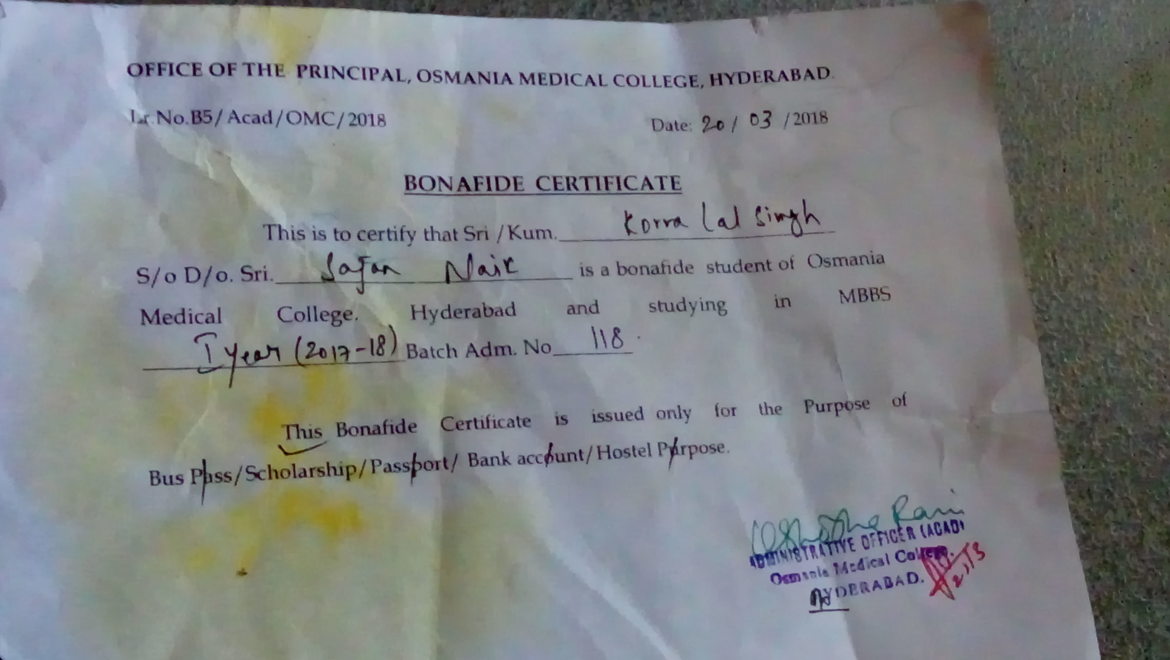 OFFICE OF THE PRINCIPAL, OSMANIA MEDICAL COLLEGE, HYDERABAD.
Lr No.B5/Acad/OMC/2018 Date: 20/03/2018
BONAFIDE CERTIFICATE
This is to certify that Sri /Kum. Korra Lal Singh
S/o D/o. Sri. Sajan Naik is a bonafide student of Osmania
Medical College. Hyderabad and studying in MBBS
I year (2017-18) Batch Adm. No 118.
This Bonafide Certificate is issued only for the Purpose of
Bus Pass/Scholarship/Passport/ Bank account/Hostel Purpose.
ADMINISTRATIVE OFFICER (ACAD)
Osmania Medical College.
HYDERABAD.